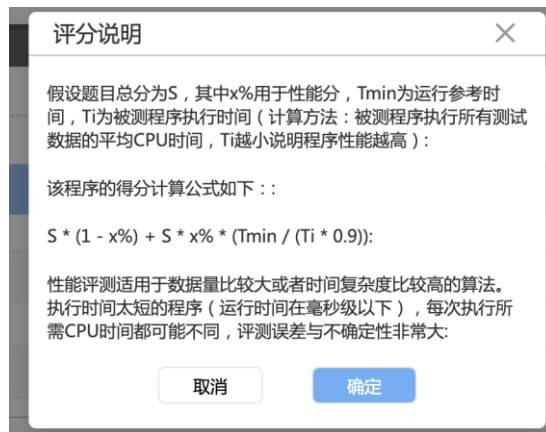 评分说明
假设题目总分为S，其中x%用于性能分，Tmin为运行参考时
间，Ti为被测程序执行时间（计算方法：被测程序执行所有测试
数据的平均CPU时间，Ti越小说明程序性能越高）:
该程序的得分计算公式如下：:
S * (1 - x%) + S * x% * (Tmin / (Ti * 0.9)):
性能评测适用于数据量比较大或者时间复杂度比较高的算法。
执行时间太短的程序（运行时间在毫秒级以下），每次执行所
需CPU时间都可能不同，评测误差与不确定性非常大:
取消
确定